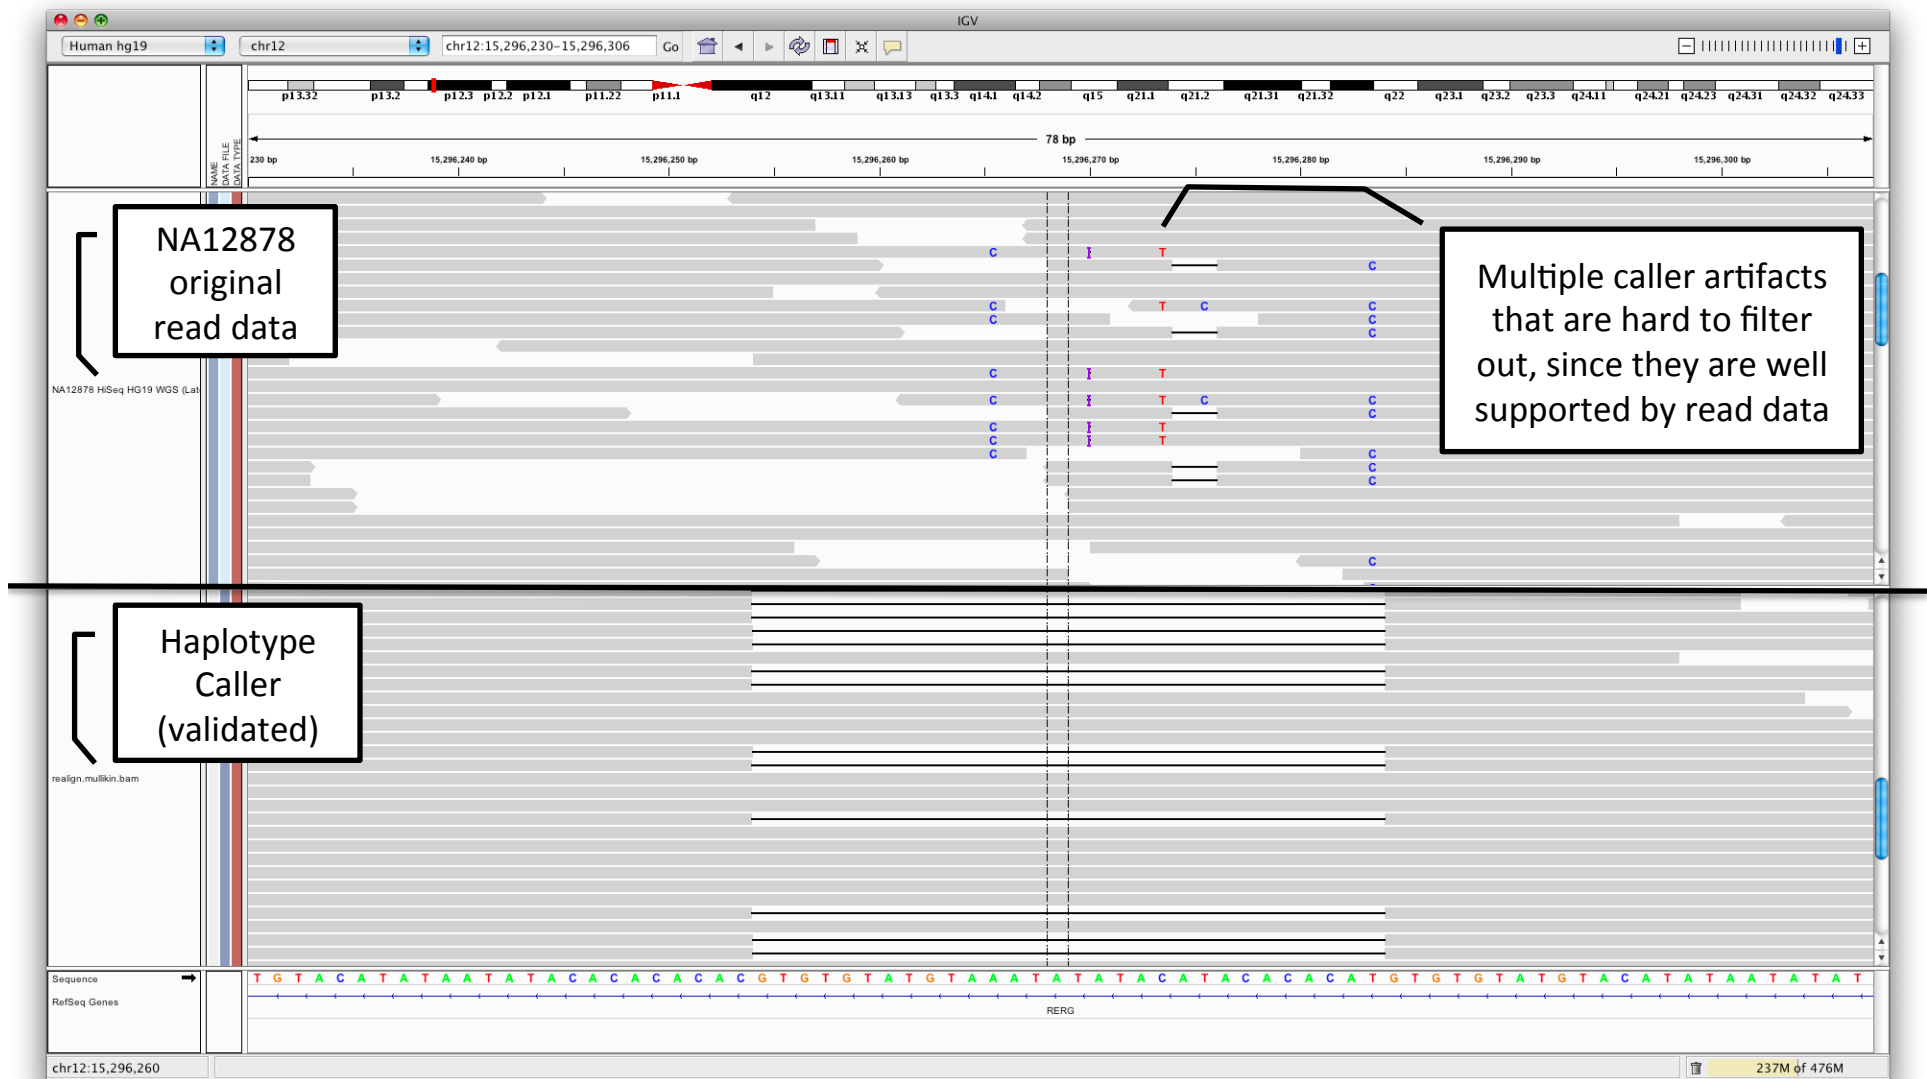 IGV
Human hg19
chr12
chr12:15,296,230-15,296,306
Go
p13.32 p13.2 p12.3 p12.2 p12.1 p11.22 p11.1 q12 q13.11 q13.13 q13.3 q14.1 q14.2 q15 q21.1 q21.2 q21.31 q21.32 q22 q23.1 q23.2 q23.3 q24.11 q24.21 q24.23 q24.31 q24.32 q24.33
78 bp
230 bp 15,296,240 bp 15,296,250 bp 15,296,260 bp 15,296,270 bp 15,296,280 bp 15,296,290 bp 15,296,300 bp
NAME
DATA FILE
DATA TYPE
NA12878
original
read data
Multiple caller artifacts
that are hard to filter
out, since they are well
supported by read data
C I T
C
C T C C
C C
C
C I T
C I T C C
C
C I T
C I T
C C
C
C
C
NA12878 HiSeq HG19 WGS (Lat
Haplotype
Caller
(validated)
realign.mullikin.bam
Sequence
T G T A C A T A T A A T A T A C A C A C A C A C G T G T G T A T G T A A A T A T A T A C A T A C A C A C A T G T G T G T A T G T A C A T A T A A T A T A T
RefSeq Genes
RERG
chr12:15,296,260
237M of 476M